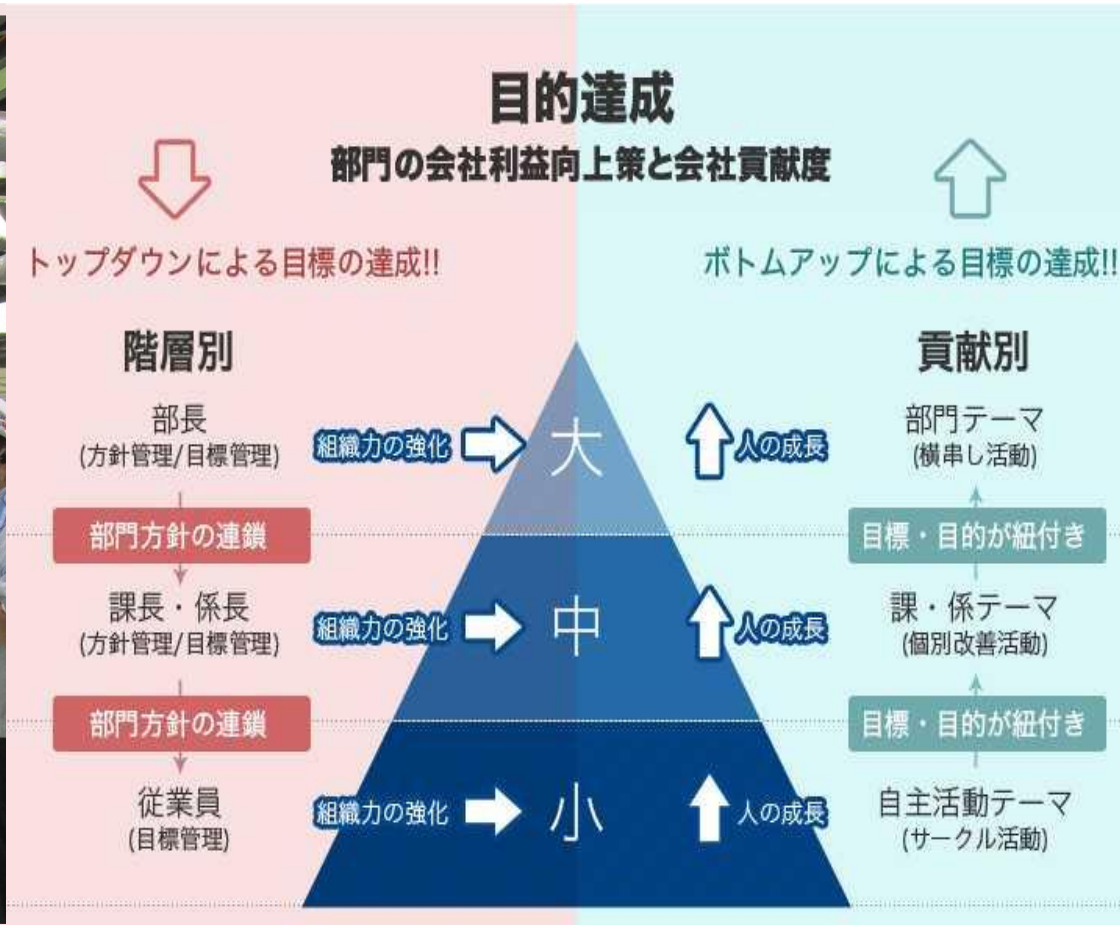 目的達成
部門の会社利益向上策と会社貢献度
トップダウンによる目標の達成!!
ボトムアップによる目標の達成!!
階層別
貢献別
部長
(方針管理/目標管理)
組織力の強化
大
人の成長
部門テーマ
(横串し活動)
部門方針の連鎖
目標・目的が紐付き
課長・係長
(方針管理/目標管理)
組織力の強化
中
人の成長
課・係テーマ
(個別改善活動)
部門方針の連鎖
目標・目的が紐付き
従業員
(目標管理)
組織力の強化
小
人の成長
自主活動テーマ
(サークル活動)